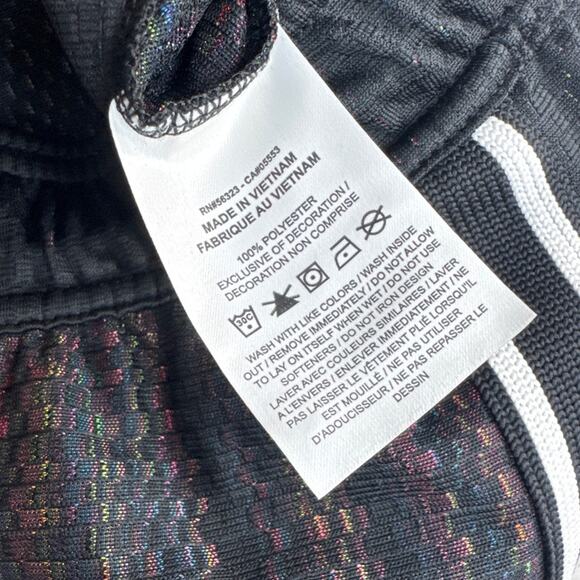 RN#56323 - CA#05553
MADE IN VIETNAM
FABRIQUE AU VIETNAM
100% POLYESTER
EXCLUSIVE OF DECORATION /
DECORATION NON COMPRISE
WASH WITH LIKE COLORS / WASH INSIDE
OUT / REMOVE IMMEDIATELY / DO NOT ALLOW
TO LAY ON ITSELF WHEN WET / DO NOT USE
SOFTENERS / DO NOT IRON DESIGN
LAVER AVEC COULEURS SIMILAIRES / LAVER
A L'ENVERS / ENLEVER IMMEDIATEMENT / NE
PAS LAISSER LE VÊTEMENT PLIÉ LORSQU'IL
EST MOUILLÉ / NE PAS UTILISER
D'ADOUCISSEUR / NE PAS REPASSER LE
DESSIN